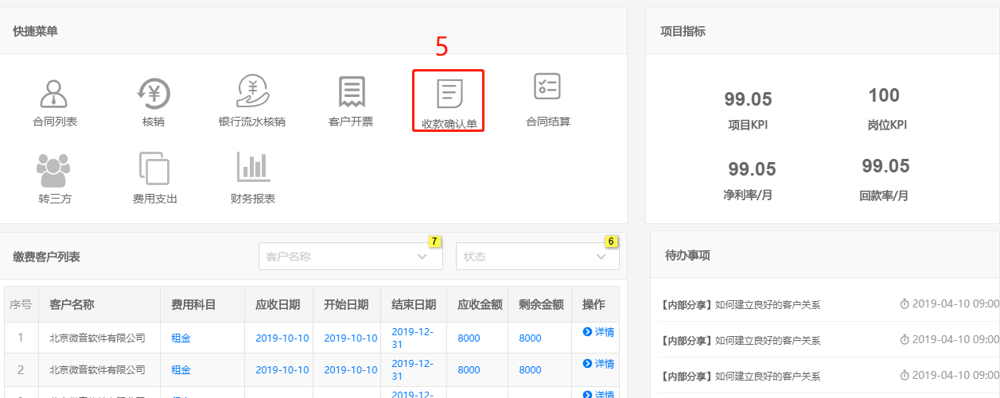 快捷菜单
项目指标
5
合同列表
核销
银行流水核销
客户开票
收款确认单
合同结算
转三方
费用支出
财务报表
99.05
100
项目KPI
岗位KPI
99.05
99.05
净利率/月
回款率/月
缴费客户列表
客户名称
7
状态
6
待办事项
序号 客户名称 费用科目 应收日期 开始日期 结束日期 应收金额 剩余金额 操作
1 北京微音软件有限公司 租金 2019-10-10 2019-10-10 2019-12-31 8000 8000 详情
2 北京微音软件有限公司 租金 2019-10-10 2019-10-10 2019-12-31 8000 8000 详情
2019-12- 详情
【内部分享】如何建立良好的客户关系 2019-04-10 09:00
【内部分享】如何建立良好的客户关系 2019-04-10 09:00
【内部分享】如何建立良好的客户关系 2019-04-10 09:00